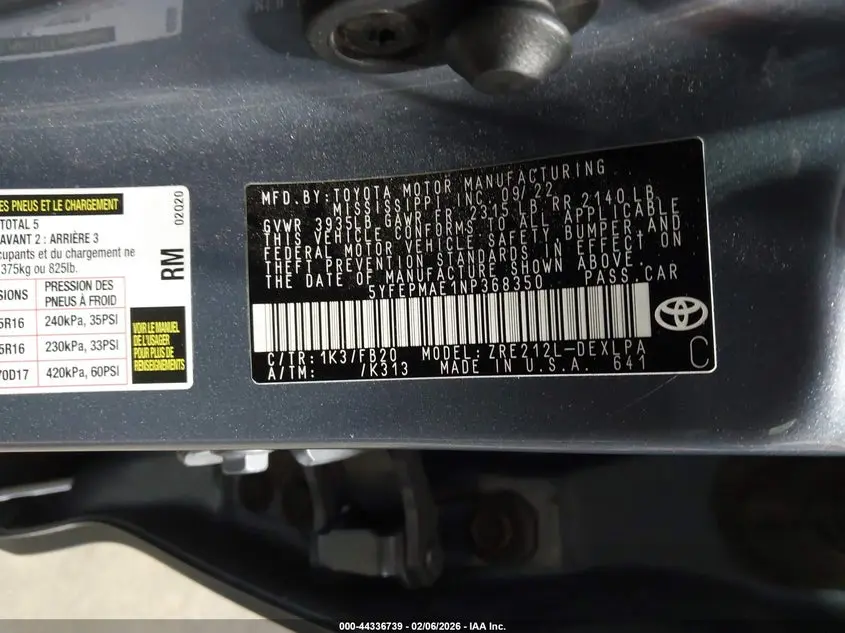 ES PNEUS ET LE CHARGEMENT
TOTAL 5
AVANT 2 : ARRIÈRE 3
cupants et du chargement ne
375kg ou 825lb.
SIONS
PRESSION DES
PNEUS À FROID
5R16
240kPa, 35PSI
5R16
230kPa, 33PSI
70D17
420kPa, 60PSI
VOIR LE MANUEL
DE L'USAGER
POUR PLUS DE
RENSEIGNEMENTS
RM
02Q20
MFD. BY: TOYOTA MOTOR MANUFACTURING
MISSISSIPPI INC. 09/22
GVWR 3935LB GAWR FR 2315 LB RR 2140 LB
THIS VEHICLE CONFORMS TO ALL APPLICABLE
FEDERAL MOTOR VEHICLE SAFETY, BUMPER, AND
THEFT PREVENTION STANDARDS IN EFFECT ON
THE DATE OF MANUFACTURE SHOWN ABOVE.
5YFEPMAE1NP368350 PASS.CAR
C/TR: 1K3/FB20 MODEL: ZRE212L-DEXLPA
A/TM: /K313 MADE IN U.S.A. 641
C
000-44336739 - 02/06/2026 - IAA Inc.